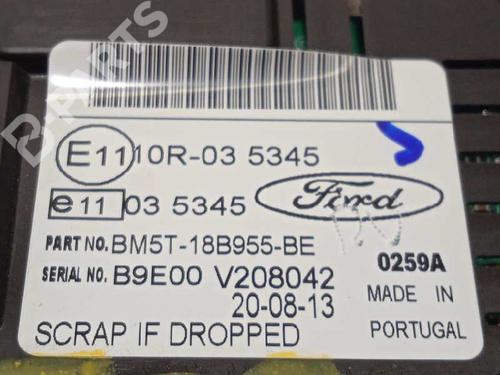 B-PARTS
E11 10R-03 5345
e11 03 5345
Ford
PART NO. BM5T-18B955-BE
SERIAL NO. B9E00 V208042
0259A
20-08-13
MADE IN
PORTUGAL
SCRAP IF DROPPED